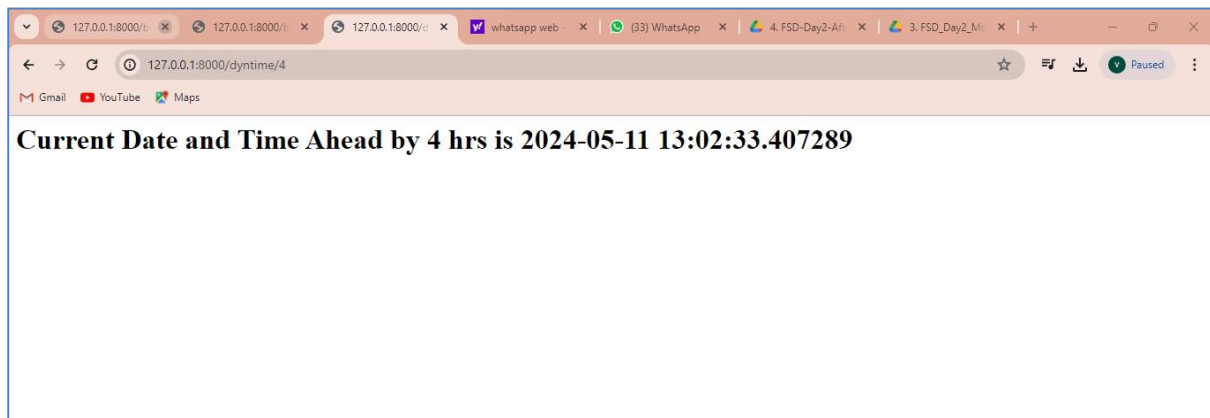 127.0.0.1:8000/b
127.0.0.1:8000/b
127.0.0.1:8000/d
whatsapp web -
(33) WhatsApp
4. FSD-Day2-Aft
3. FSD_Day2_Mo
127.0.0.1:8000/dyntime/4
V Paused
Gmail YouTube Maps
Current Date and Time Ahead by 4 hrs is 2024-05-11 13:02:33.407289